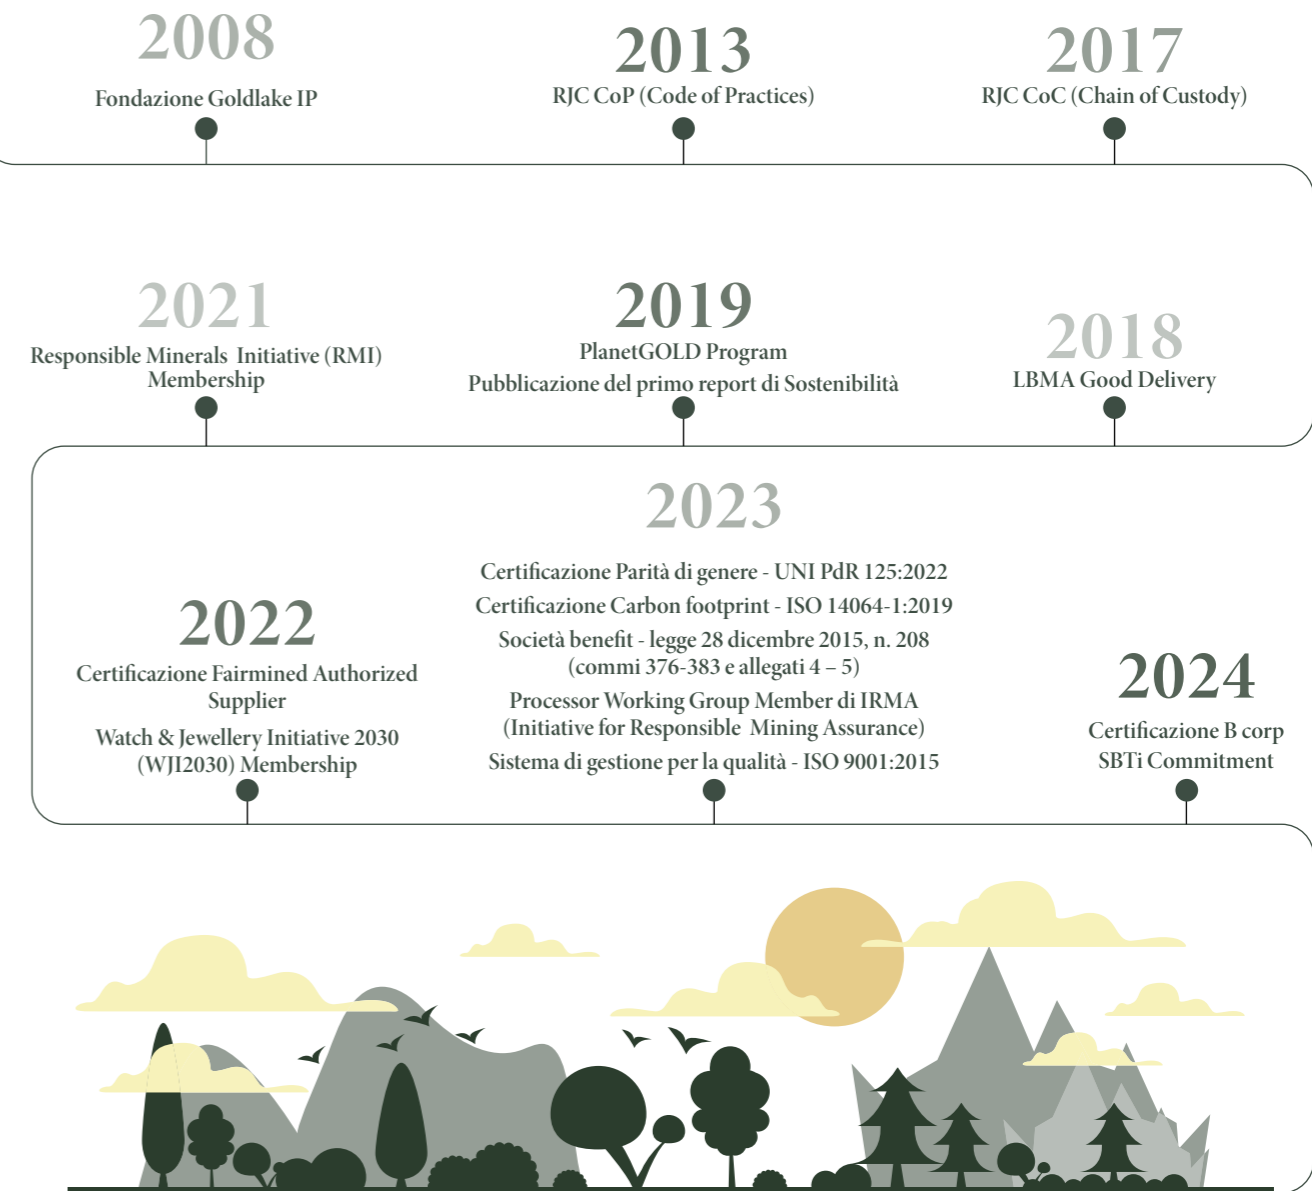 2008
Fondazione Goldlake IP
2013
RJC CoP (Code of Practices)
2017
RJC CoC (Chain of Custody)
2018
LBMA Good Delivery
2019
PlanetGOLD Program
Pubblicazione del primo report di Sostenibilità
2021
Responsible Minerals Initiative (RMI)
Membership
2022
Certificazione Fairmined Authorized
Supplier
Watch & Jewellery Initiative 2030
(WJI2030) Membership
2023
Certificazione Parità di genere - UNI PdR 125:2022
Certificazione Carbon footprint - ISO 14064-1:2019
Società benefit - legge 28 dicembre 2015, n. 208
(commi 376-383 e allegati 4 – 5)
Processor Working Group Member di IRMA
(Initiative for Responsible Mining Assurance)
Sistema di gestione per la qualità - ISO 9001:2015
2024
Certificazione B corp
SBTi Commitment